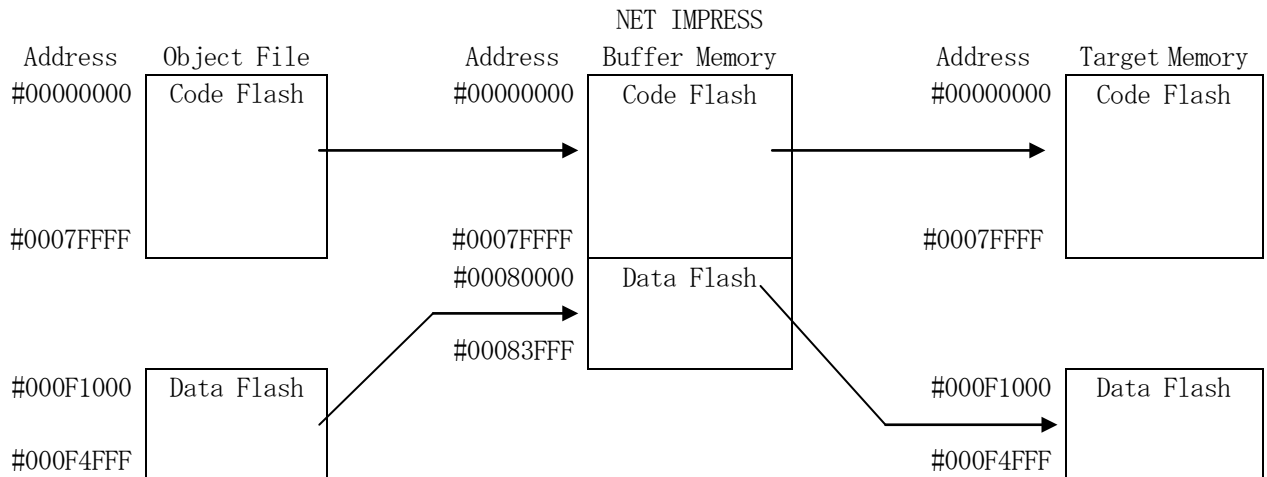 NET IMPRESS
Address Object File Address Buffer Memory Address Target Memory
#00000000 Code Flash #00000000 Code Flash #00000000 Code Flash
#0007FFFF #0007FFFF #0007FFFF
#00080000 Data Flash
#00083FFF
#000F1000 Data Flash #000F1000 Data Flash
#000F4FFF #000F4FFF